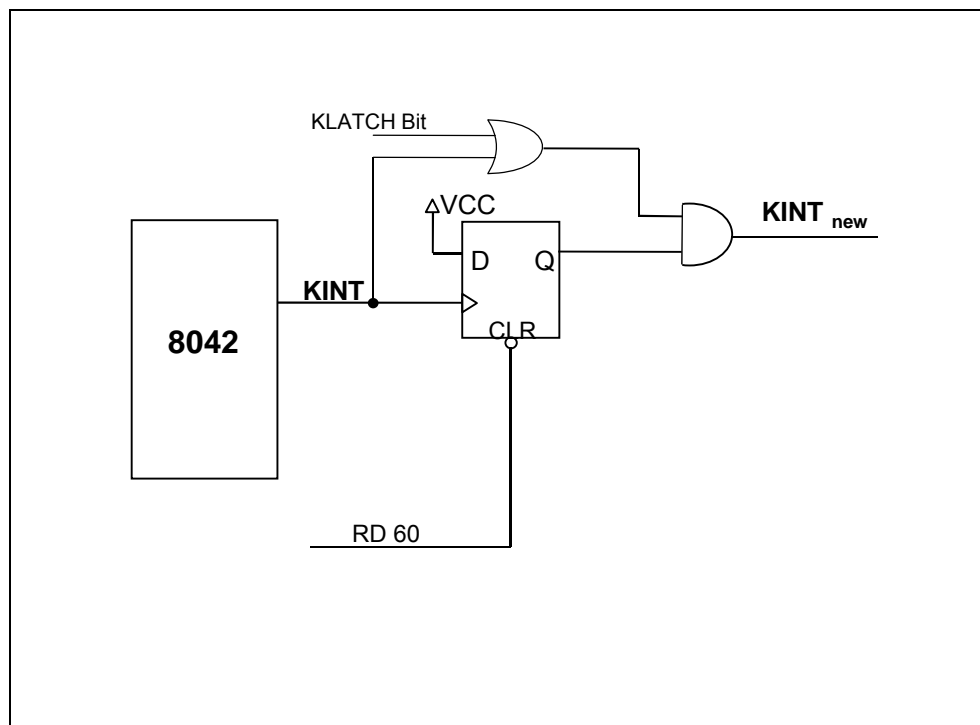 KLATCH Bit
VCC
KINT new
D Q
KINT
CLR
8042
RD 60